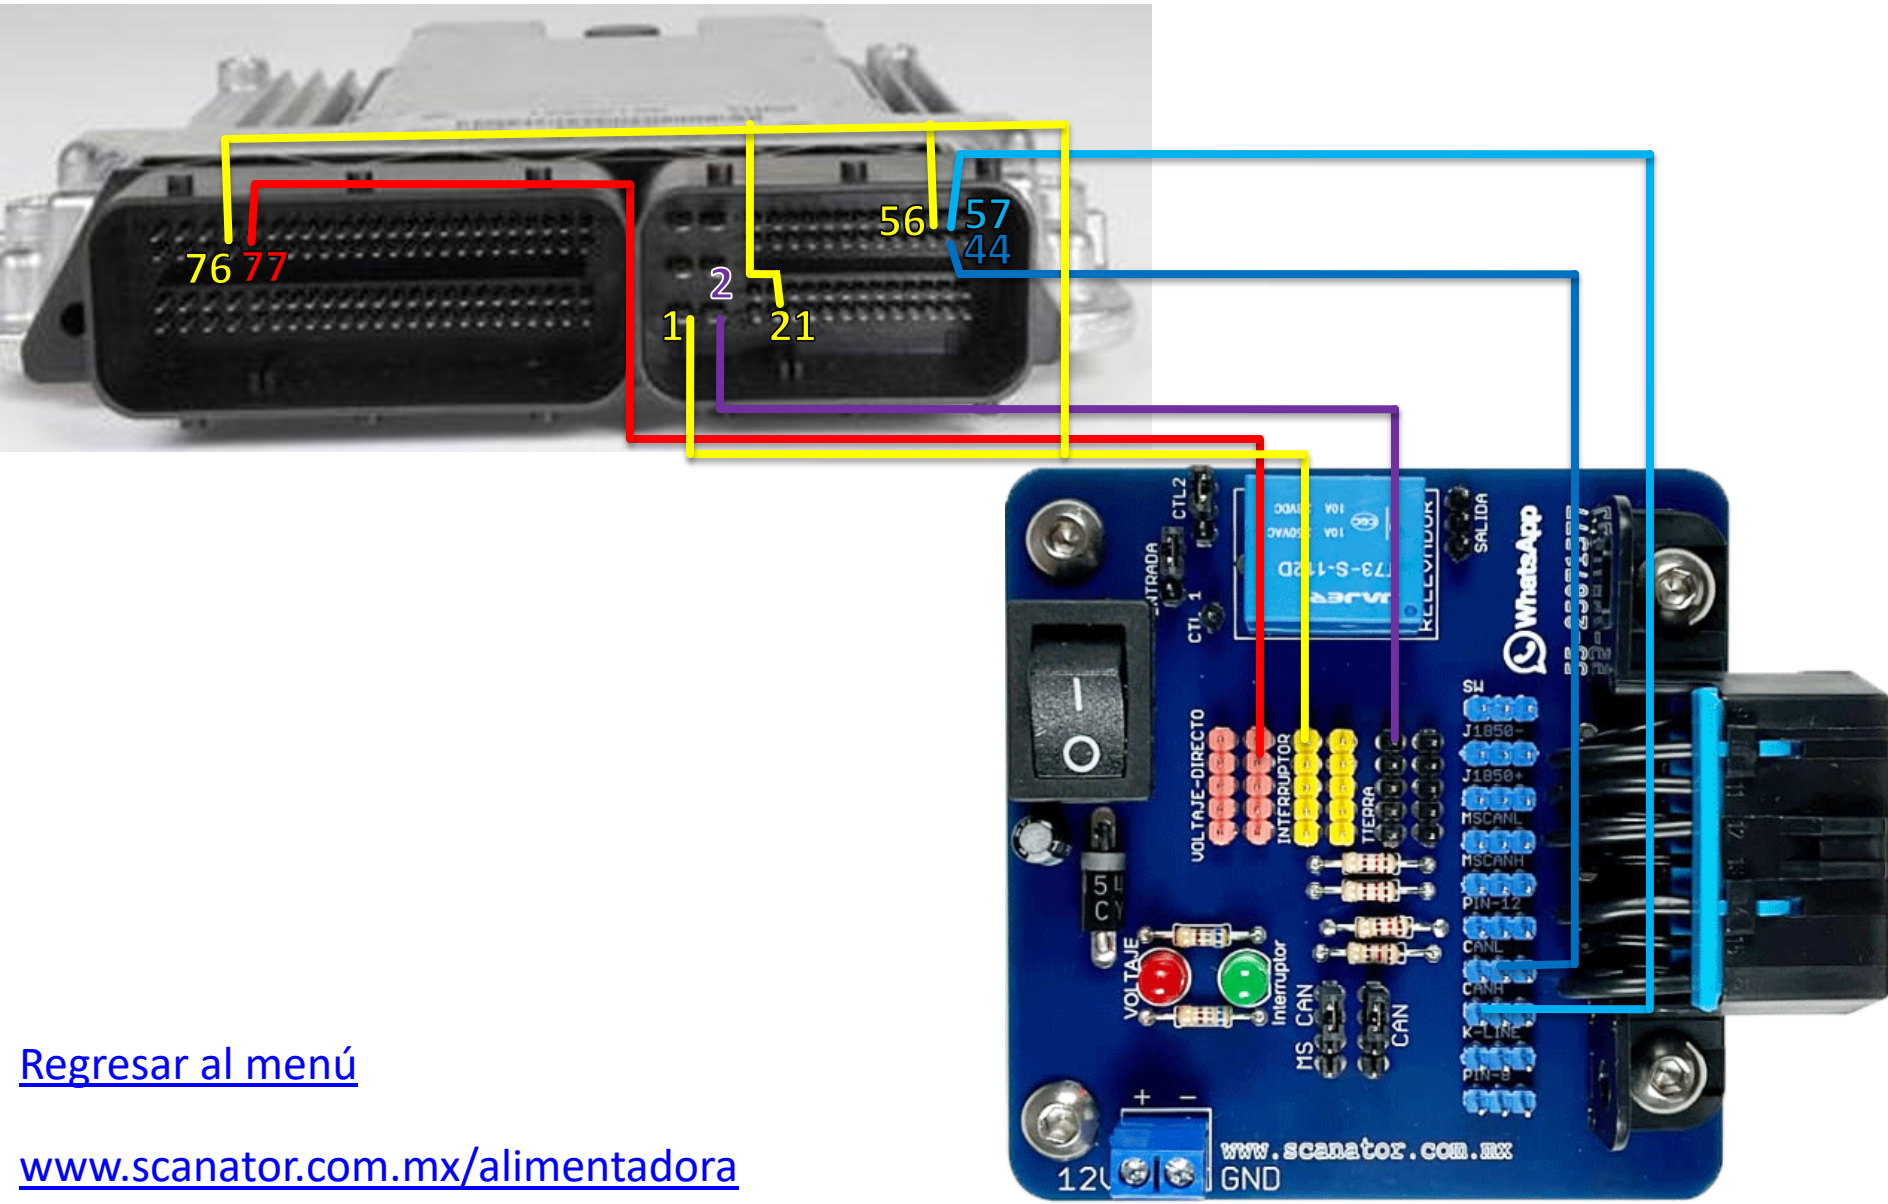 56
57
44
76
77
2
1
21
CTL2
SALIDA
10A
10A
WhatsApp
CTL 1
SW
J1850-
J1850+
MSCANL
MSCANH
PIN-12
CANL
CANH
K-LINE
PIN-8
VOLTAJE-DIRECTO
TIERRA
VOLTAJE
Interruptor
MS CAN
CAN
+ -
GND
www.scanator.com.mx
Regresar al menú
www.scanator.com.mx/alimentadora